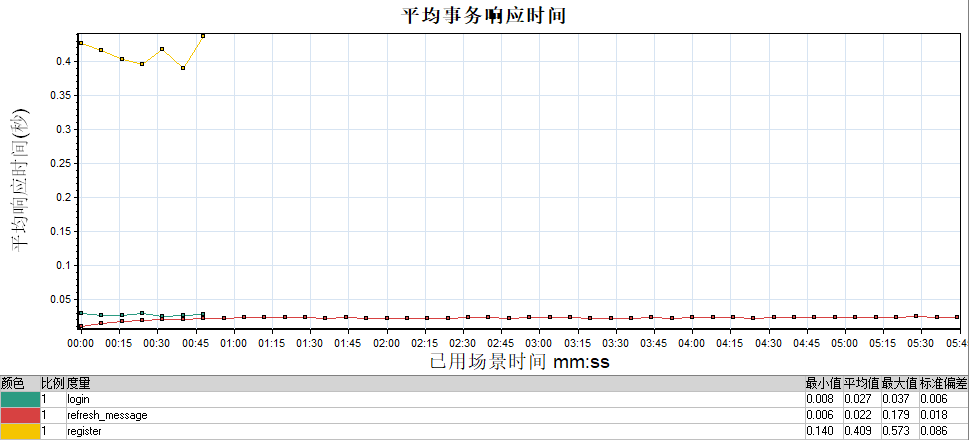 平均事务响应时间
平均响应时间(秒)
0.4
0.35
0.3
0.25
0.2
0.15
0.1
0.05
00:00 00:15 00:30 00:45 01:00 01:15 01:30 01:45 02:00 02:15 02:30 02:45 03:00 03:15 03:30 03:45 04:00 04:15 04:30 04:45 05:00 05:15 05:30 05:4
已用场景时间 mm:ss
颜色 比例 度量 最小值 平均值 最大值 标准偏差
1 login 0.008 0.027 0.037 0.006
1 refresh_message 0.006 0.022 0.179 0.018
1 register 0.140 0.409 0.573 0.086